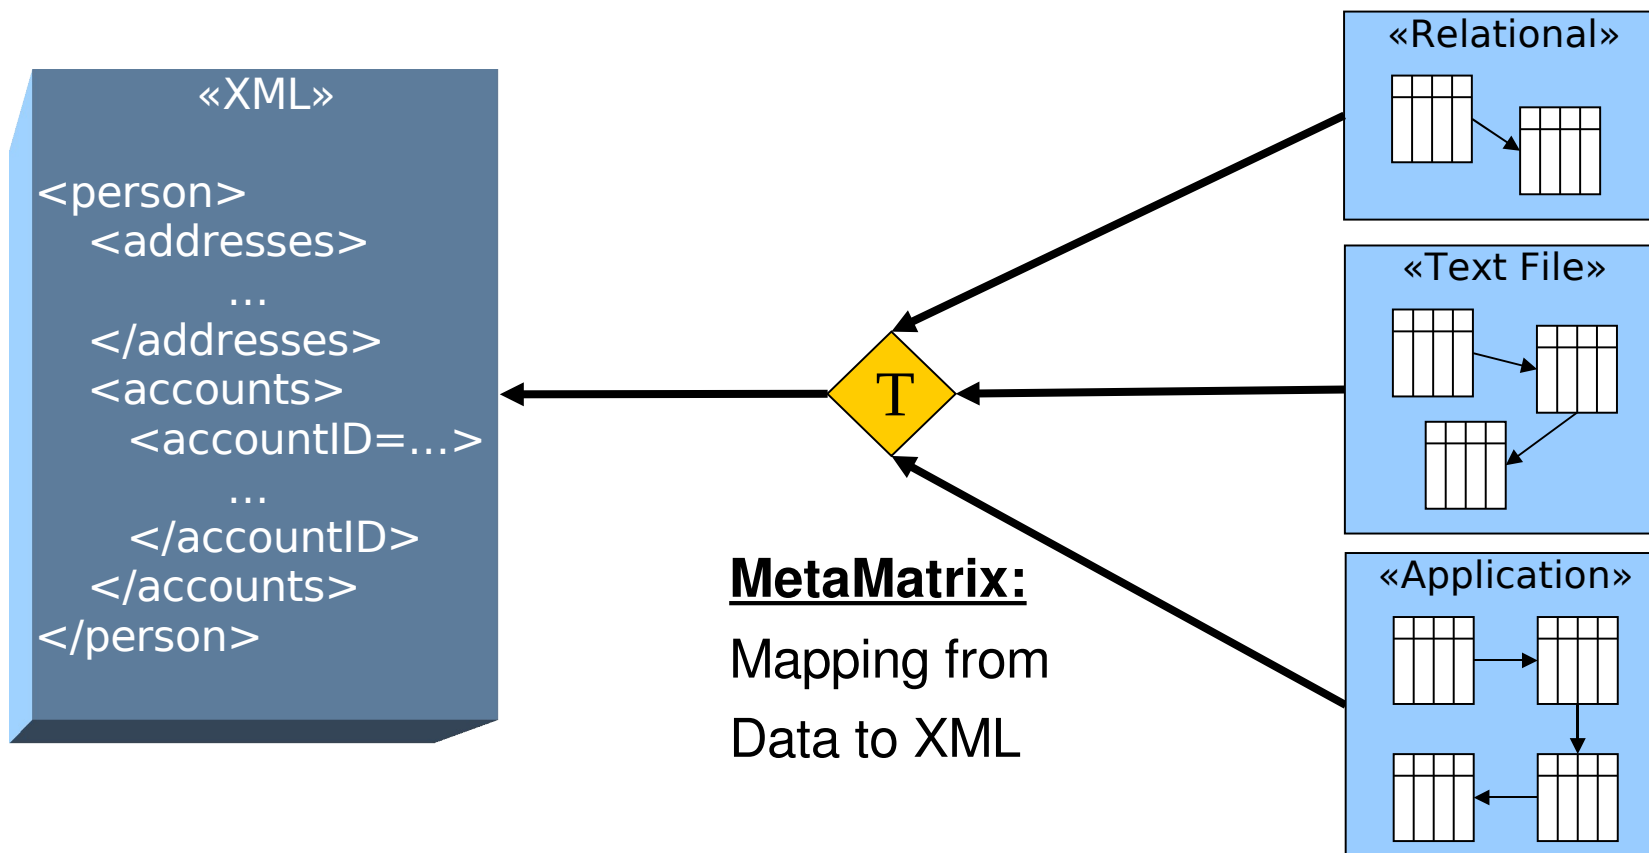 «XML»
<person>
<addresses>
...
</addresses>
<accounts>
<accountID=...>
...
</accountID>
</accounts>
</person>
T
MetaMatrix:
Mapping from
Data to XML
«Relational»
«Text File»
«Application»